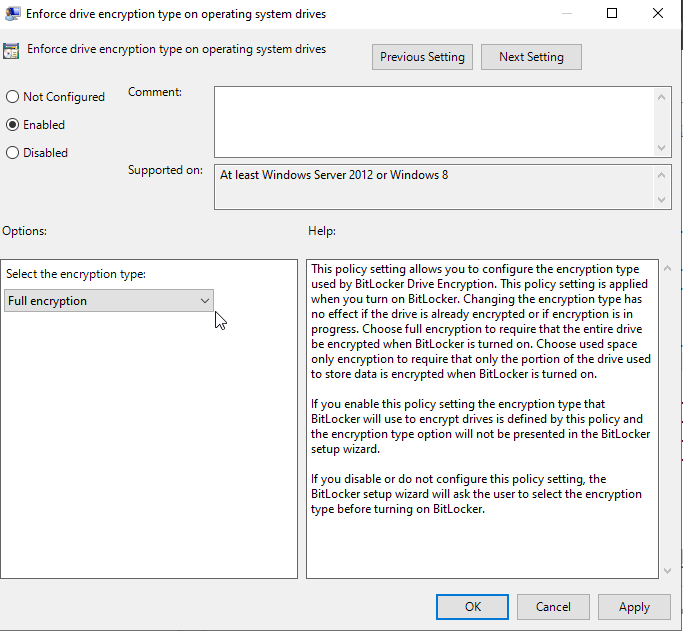 Enforce drive encryption type on operating system drives
Enforce drive encryption type on operating system drives
Previous Setting
Next Setting
Not Configured
Enabled
Disabled
Comment:
Supported on:
At least Windows Server 2012 or Windows 8
Options:
Help:
Select the encryption type:
Full encryption
This policy setting allows you to configure the encryption type
used by BitLocker Drive Encryption. This policy setting is applied
when you turn on BitLocker. Changing the encryption type has
no effect if the drive is already encrypted or if encryption is in
progress. Choose full encryption to require that the entire drive
be encrypted when BitLocker is turned on. Choose used space
only encryption to require that only the portion of the drive used
to store data is encrypted when BitLocker is turned on.
If you enable this policy setting the encryption type that
BitLocker will use to encrypt drives is defined by this policy and
the encryption type option will not be presented in the BitLocker
setup wizard.
If you disable or do not configure this policy setting, the
BitLocker setup wizard will ask the user to select the encryption
type before turning on BitLocker.
OK
Cancel
Apply